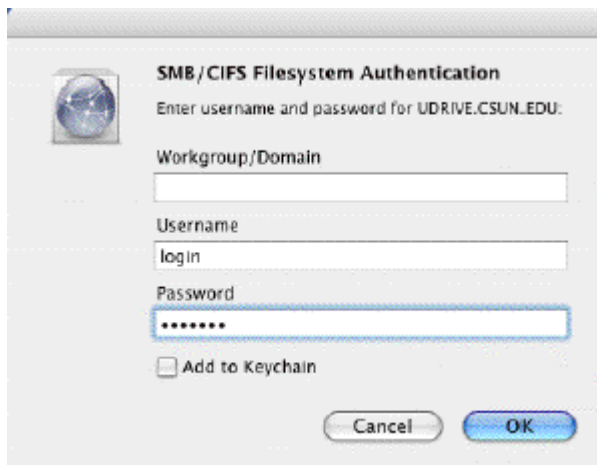 SMB/CIFS Filesystem Authentication
Enter username and password for UDRIVE.CSUN.EDU:
Workgroup/Domain
Username
login
Password
•••••••
Add to Keychain
Cancel OK